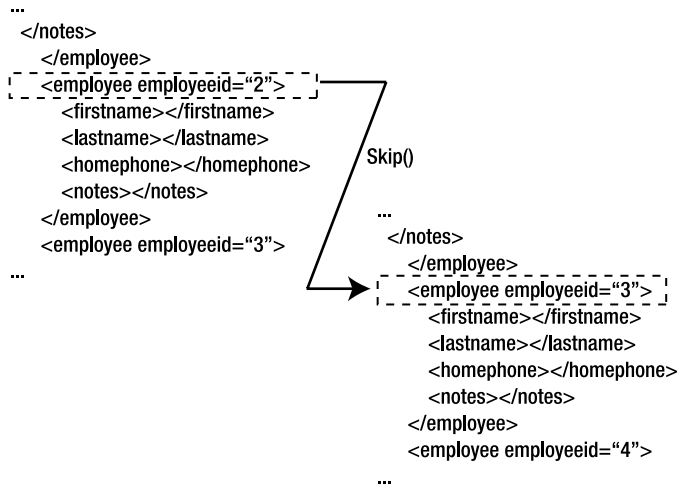 ...
</notes>
</employee>
<employee employeeid=“2”>
<firstname></firstname>
<lastname></lastname>
<homephone></homephone>
<notes></notes>
</employee>
<employee employeeid=“3”>
...
Skip()
...
</notes>
</employee>
<employee employeeid=“3”>
<firstname></firstname>
<lastname></lastname>
<homephone></homephone>
<notes></notes>
</employee>
<employee employeeid=“4”>
...